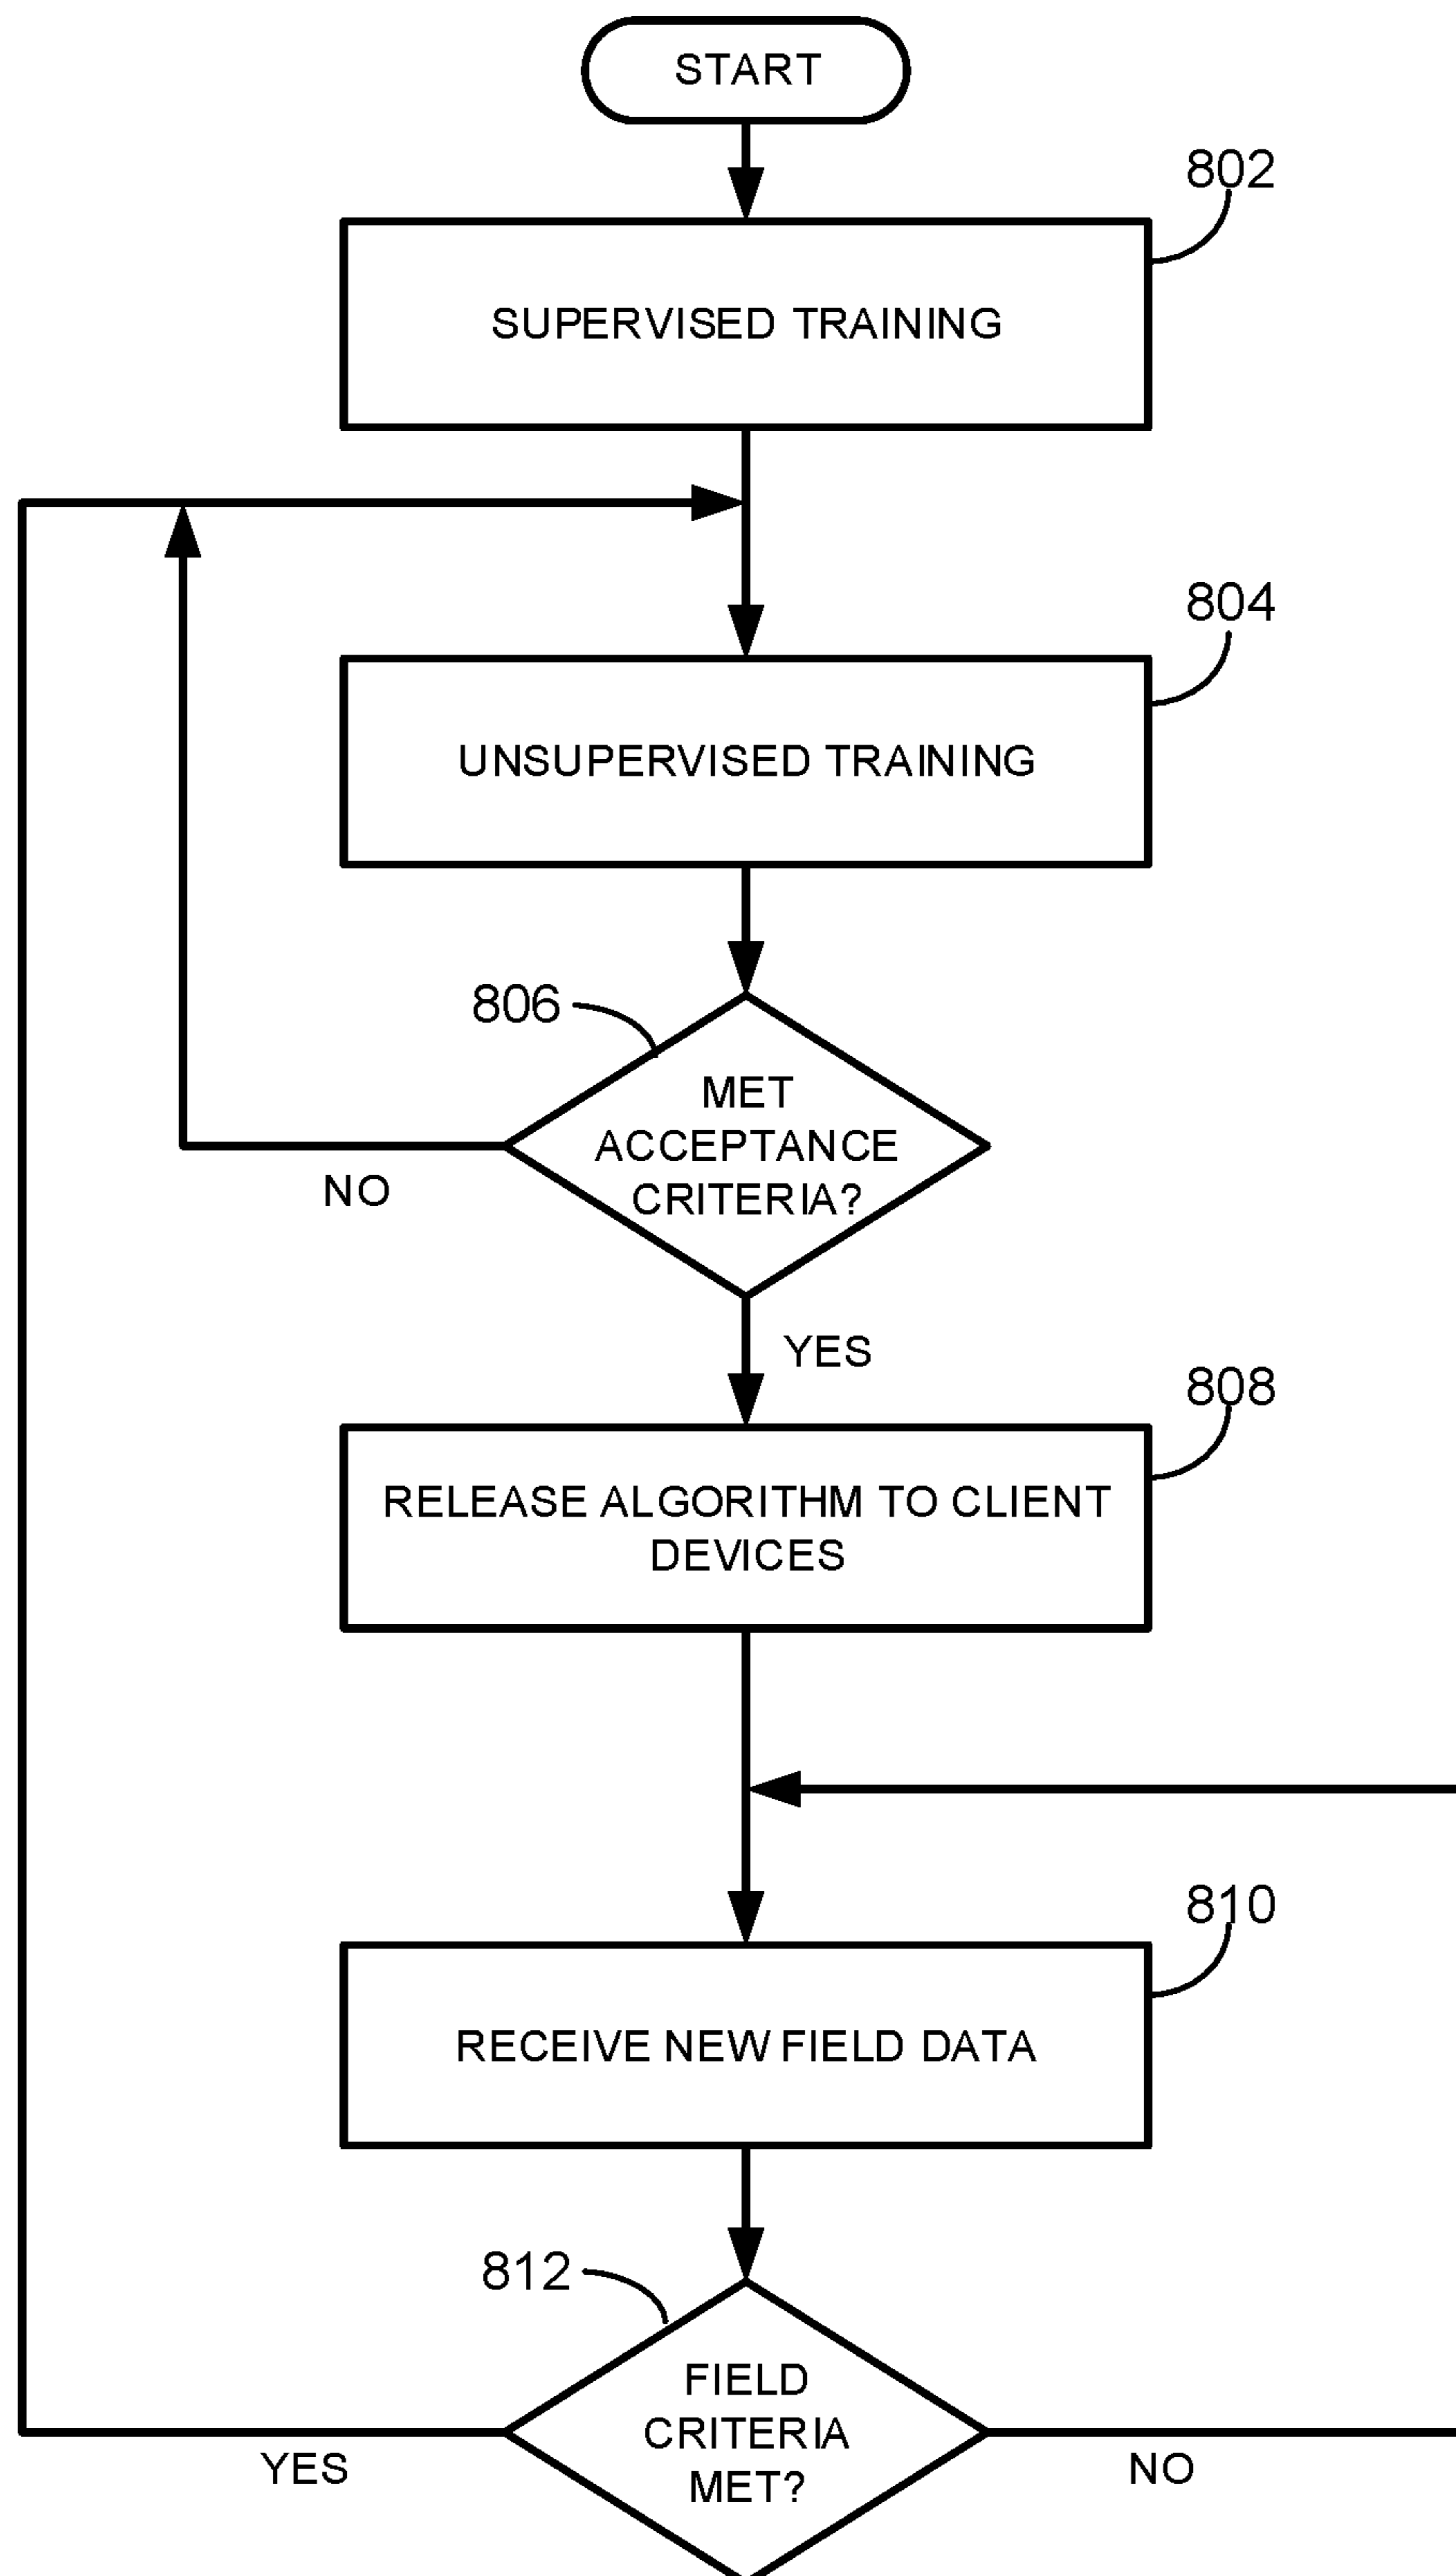 START
802
SUPERVISED TRAINING
804
UNSUPERVISED TRAINING
806
MET
ACCEPTANCE
CRITERIA?
NO
YES
808
RELEASE ALGORITHM TO CLIENT
DEVICES
810
RECEIVE NEW FIELD DATA
812
FIELD
CRITERIA
MET?
YES
NO